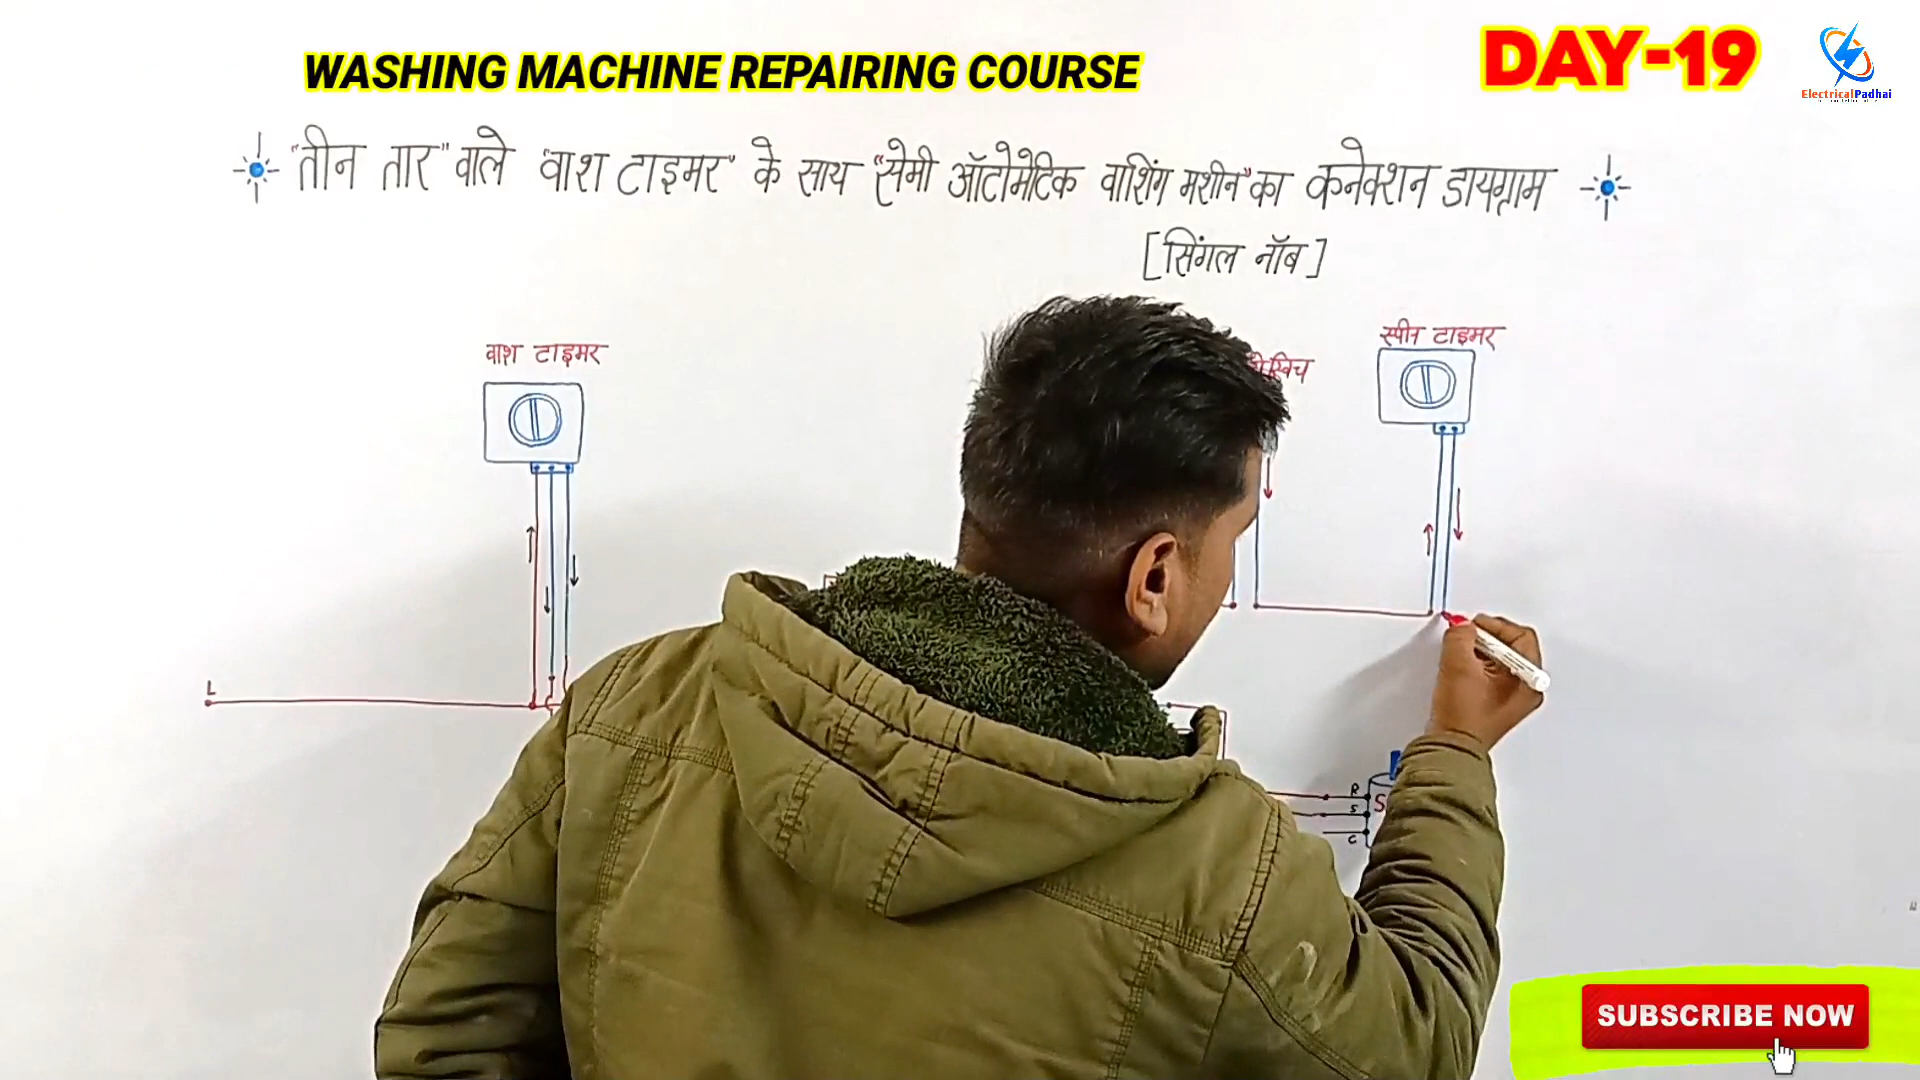 WASHING MACHINE REPAIRING COURSE
DAY-19
ElectricalPadhai
"तीन तार" वाले "वाश टाइमर" के साथ "सेमी ऑटोमेटिक वाशिंग मशीन" का कनेक्शन डायग्राम
[सिंगल नॉब]
वाश टाइमर
स्पीन टाइमर
L
R
S
S
C
SUBSCRIBE NOW